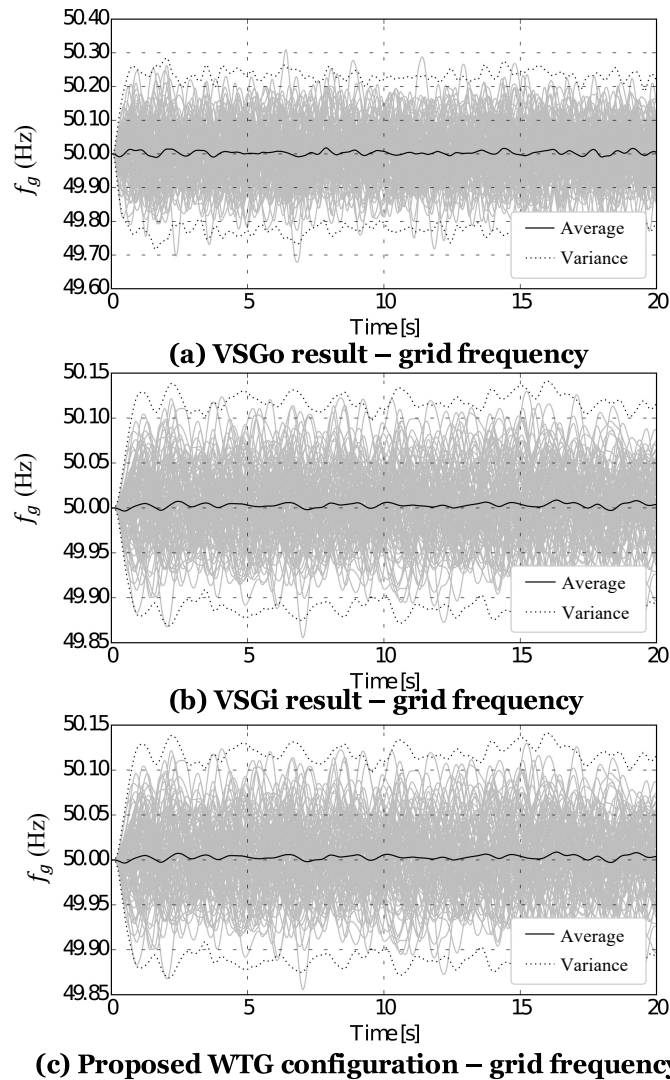 50.40
50.30
50.20
50.10
50.00
49.90
49.80
49.70
49.60
f_g (Hz)
Average
Variance
0 5 10 15 20
Time[s]
(a) VSGo result – grid frequency
50.15
50.10
50.05
50.00
49.95
49.90
49.85
f_g (Hz)
Average
Variance
0 5 10 15 20
Time[s]
(b) VSGi result – grid frequency
50.15
50.10
50.05
50.00
49.95
49.90
49.85
f_g (Hz)
Average
Variance
0 5 10 15 20
Time[s]
(c) Proposed WTG configuration – grid frequency